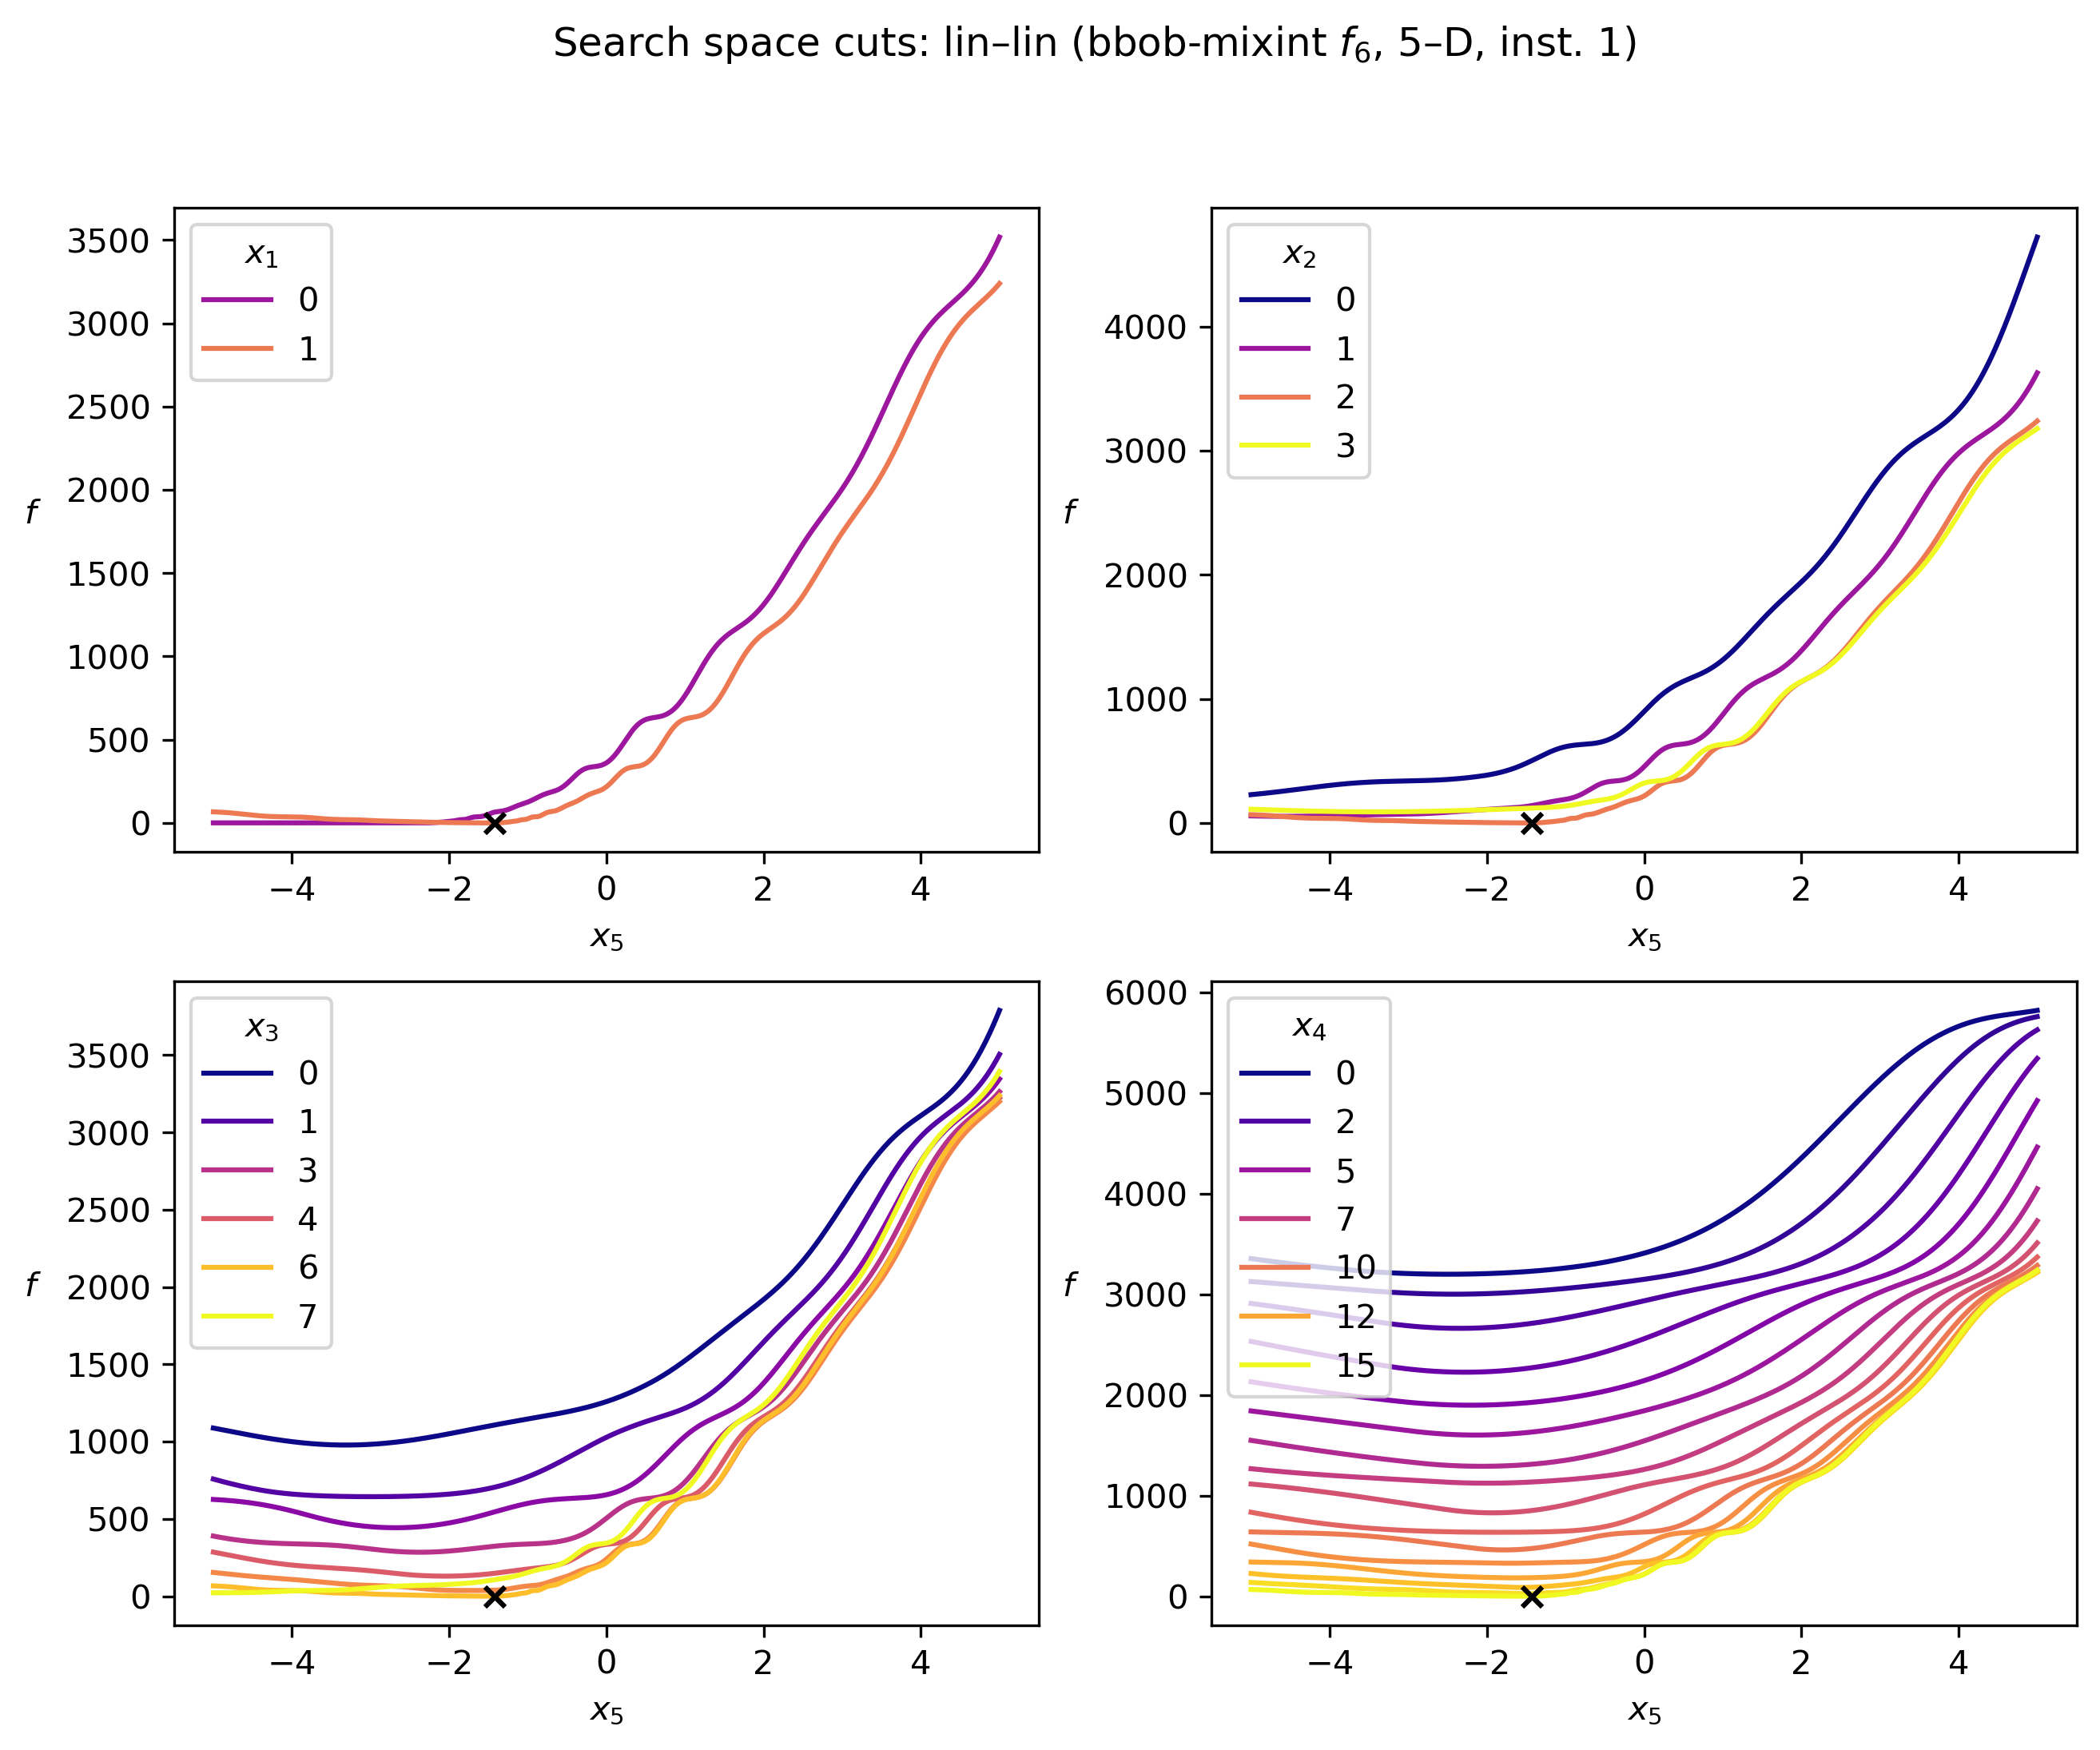 Search space cuts: lin–lin (bbob-mixint f₆, 5–D, inst. 1)
x₁
0
1
3500
3000
2500
2000
1500
1000
500
0
f
−4 −2 0 2 4
x₅
x₂
0
1
2
3
4000
3000
2000
1000
0
f
−4 −2 0 2 4
x₅
x₃
0
1
3
4
6
7
3500
3000
2500
2000
1500
1000
500
0
f
−4 −2 0 2 4
x₅
x₄
0
2
5
7
10
12
15
6000
5000
4000
3000
2000
1000
0
f
−4 −2 0 2 4
x₅